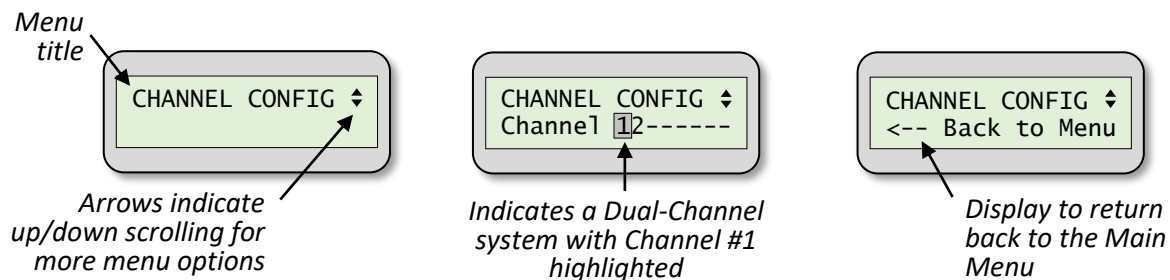 Menu
title
CHANNEL CONFIG
Arrows indicate
up/down scrolling for
more menu options
CHANNEL CONFIG
Channel 12------
Indicates a Dual-Channel
system with Channel #1
highlighted
CHANNEL CONFIG
<-- Back to Menu
Display to return
back to the Main
Menu